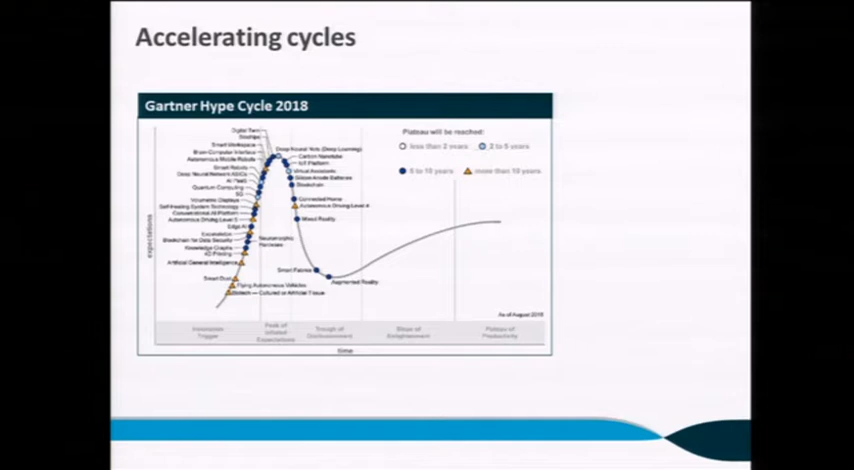 Accelerating cycles
Gartner Hype Cycle 2018
Plateau will be reached:
less than 2 years
2 to 5 years
5 to 10 years
more than 10 years
Digital Twin
Biochips
Smart Workspace
Brain-Computer Interface
Autonomous Mobile Robots
Smart Robots
Deep Neural Network ASICs
AI PaaS
Quantum Computing
5G
Volumetric Displays
Self-Healing System Technology
Conversational AI Platform
Autonomous Driving Level 5
Edge AI
Exoskeleton
Blockchain for Data Security
Neuromorphic
Hardware
Knowledge Graphs
4D Printing
Artificial General Intelligence
Smart Dust
Flying Autonomous Vehicles
Biotech — Cultured or Artificial Tissue
Deep Neural Nets (Deep Learning)
Carbon Nanotube
IoT Platform
Virtual Assistants
Silicon Anode Batteries
Blockchain
Connected Home
Autonomous Driving Level 4
Mixed Reality
Smart Fabrics
Augmented Reality
As of August 2018
expectations
Innovation
Trigger
Peak of
Inflated
Expectations
Trough of
Disillusionment
Slope of
Enlightenment
Plateau of
Productivity
time